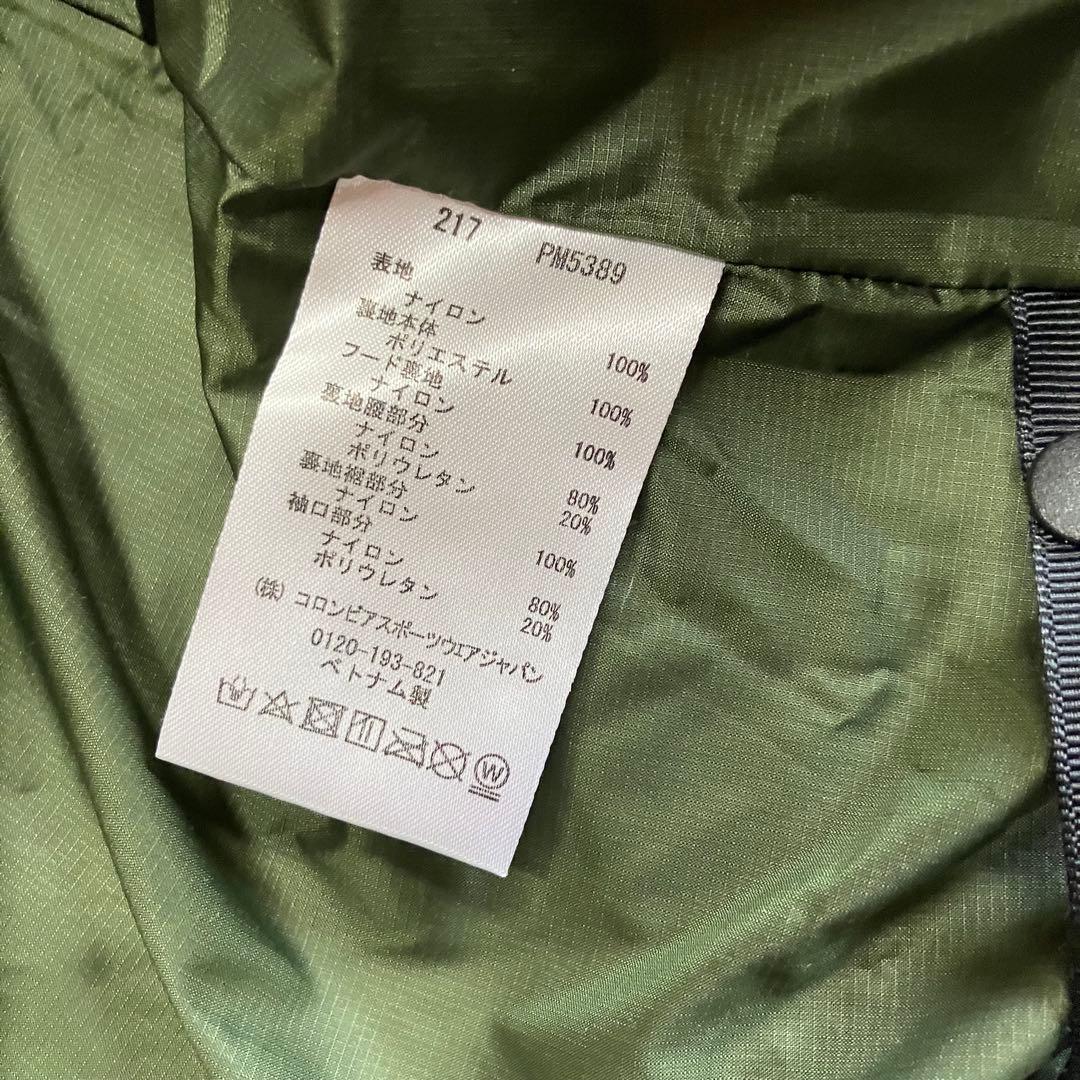 217 PM5389
表地
ナイロン 100%
裏地本体
ポリエステル 100%
フード裏地
ナイロン 100%
裏地腰部分
ナイロン 80%
ポリウレタン 20%
裏地裾部分
ナイロン 100%
袖口部分
ナイロン 80%
ポリウレタン 20%
(株)コロンビアスポーツウェアジャパン
0120-193-821
ベトナム製
W